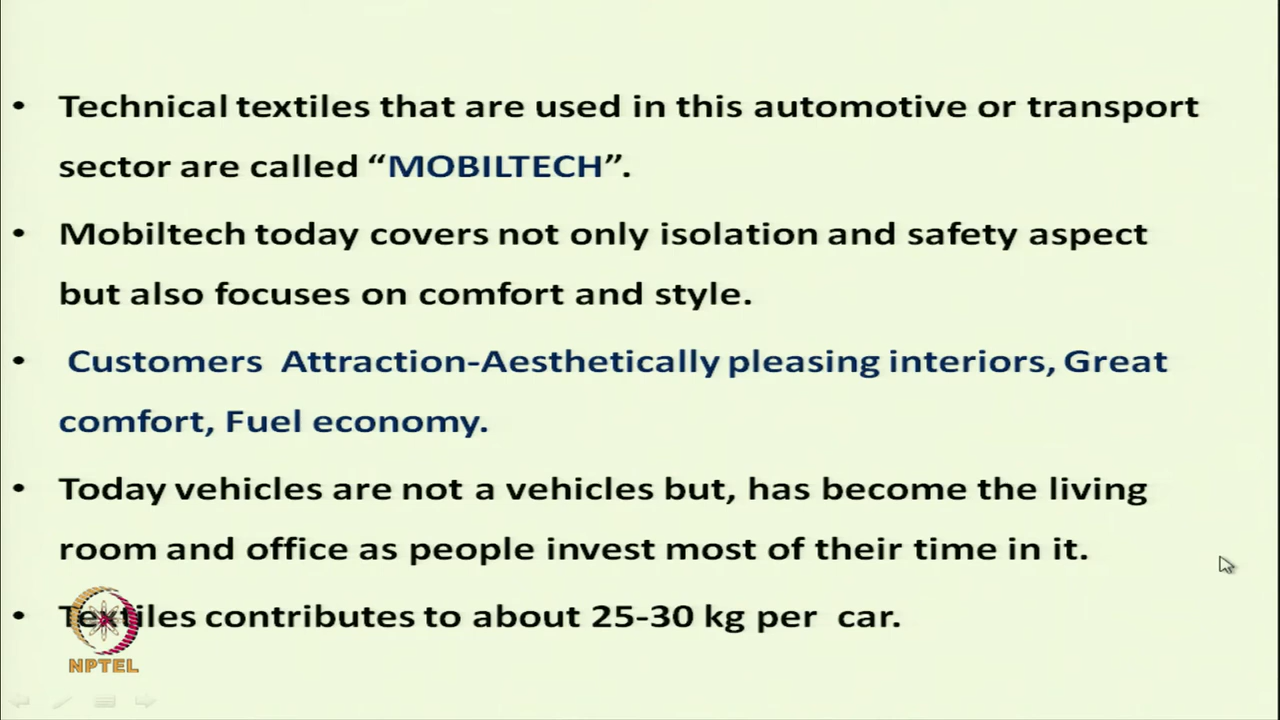 • Technical textiles that are used in this automotive or transport
sector are called “MOBILTECH”.
• Mobiltech today covers not only isolation and safety aspect
but also focuses on comfort and style.
• Customers Attraction-Aesthetically pleasing interiors, Great
comfort, Fuel economy.
• Today vehicles are not a vehicles but, has become the living
room and office as people invest most of their time in it.
• Textiles contributes to about 25-30 kg per car.
NPTEL